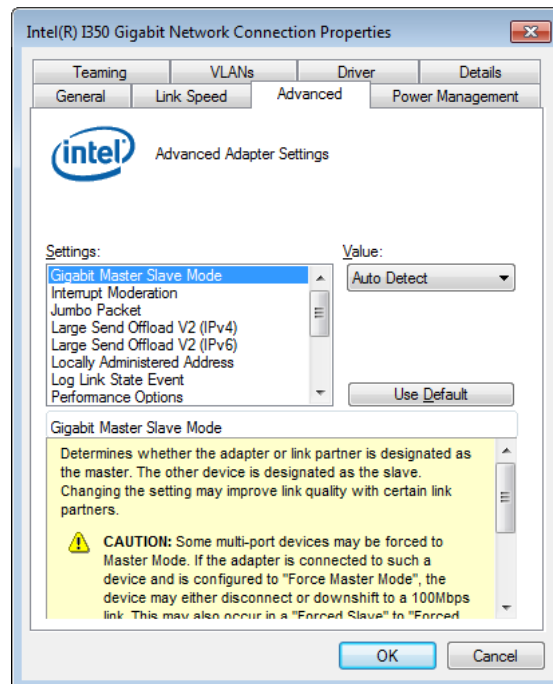 Intel(R) I350 Gigabit Network Connection Properties
Teaming
VLANs
Driver
Details
General
Link Speed
Advanced
Power Management
intel
Advanced Adapter Settings
Settings:
Value:
Gigabit Master Slave Mode
Auto Detect
Interrupt Moderation
Jumbo Packet
Large Send Offload V2 (IPv4)
Large Send Offload V2 (IPv6)
Locally Administered Address
Log Link State Event
Performance Options
Use Default
Gigabit Master Slave Mode
Determines whether the adapter or link partner is designated as
the master. The other device is designated as the slave.
Changing the setting may improve link quality with certain link
partners.
CAUTION: Some multi-port devices may be forced to
Master Mode. If the adapter is connected to such a
device and is configured to "Force Master Mode", the
device may either disconnect or downshift to a 100Mbps
link. This may also occur in a "Forced Slave" to "Forced
OK
Cancel